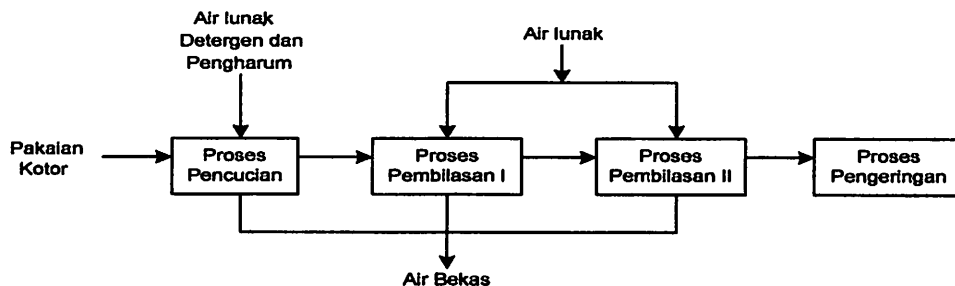 Air lunak
Detergen dan
Pengharum
Air lunak
Pakaian
Kotor
Proses
Pencucian
Proses
Pembilasan I
Proses
Pembilasan II
Proses
Pengeringan
Air Bekas